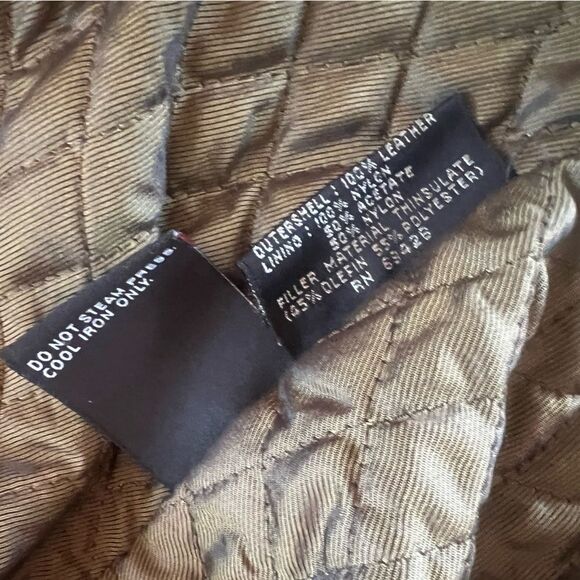 OUTERSHELL : 100% LEATHER
LINING : 100% NYLON
50% ACETATE
50% NYLON
FILLER MATERIAL THINSULATE
(45% OLEFIN 55% POLYESTER)
RN 63426
DO NOT STEAM PRESS.
COOL IRON ONLY.